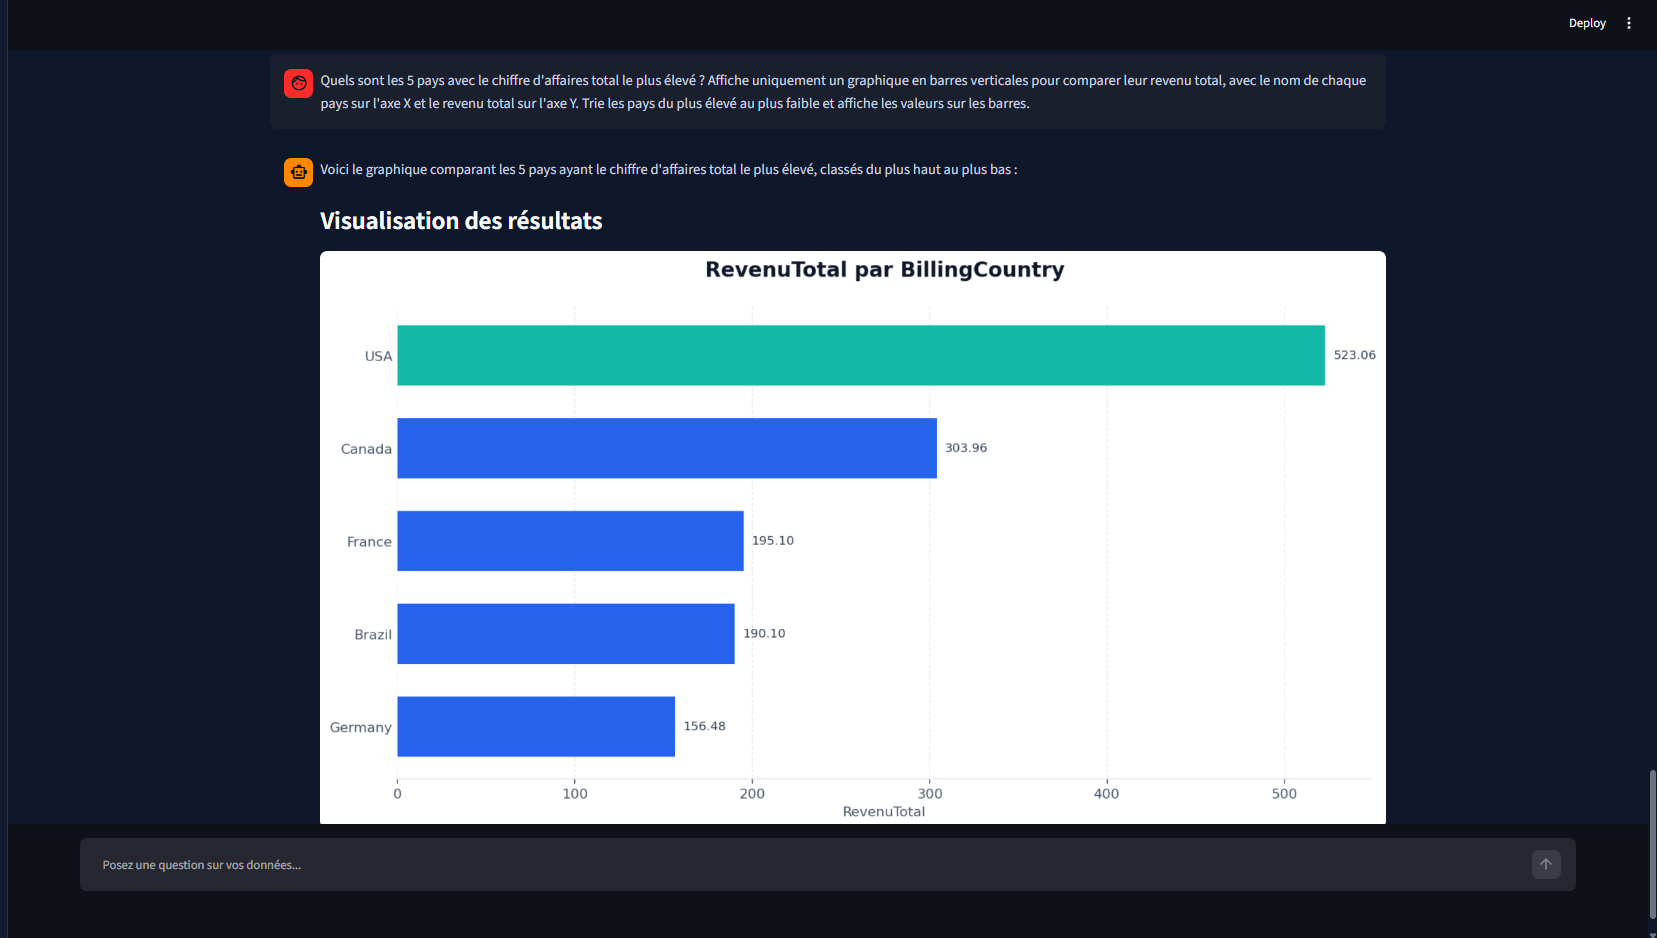 Deploy
Quels sont les 5 pays avec le chiffre d'affaires total le plus élevé ? Affiche uniquement un graphique en barres verticales pour comparer leur revenu total, avec le nom de chaque
pays sur l'axe X et le revenu total sur l'axe Y. Trie les pays du plus élevé au plus faible et affiche les valeurs sur les barres.
Voici le graphique comparant les 5 pays ayant le chiffre d'affaires total le plus élevé, classés du plus haut au plus bas :
Visualisation des résultats
RevenuTotal par BillingCountry
USA 523.06
Canada 303.96
France 195.10
Brazil 190.10
Germany 156.48
0 100 200 300 400 500
RevenuTotal
Posez une question sur vos données...